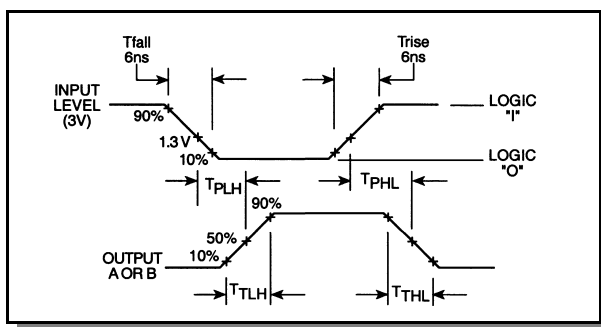 Tfall
6ns
Trise
6ns
INPUT
LEVEL
(3V)
90%
1.3 V
10%
LOGIC
"I"
LOGIC
"O"
TPLH
TPHL
90%
50%
10%
OUTPUT
A OR B
TTLH
TTHL